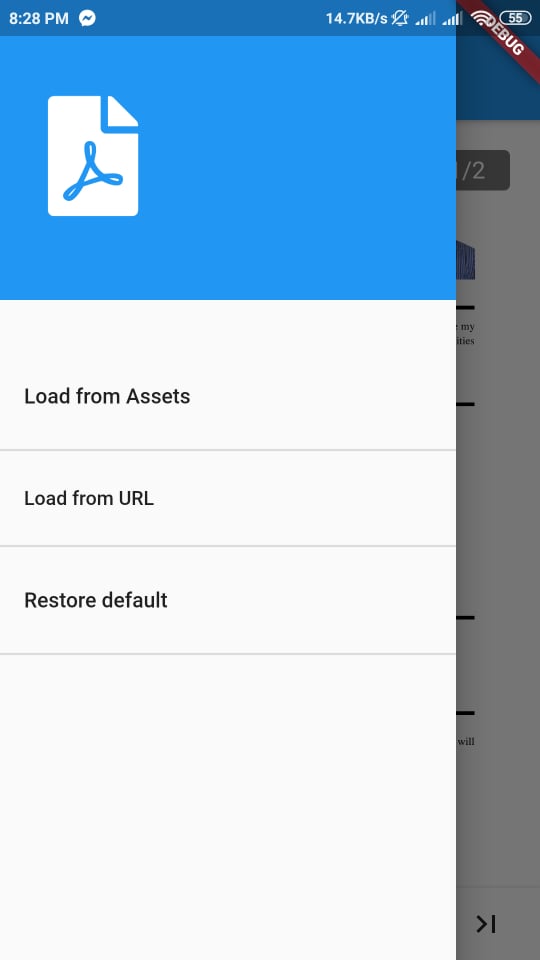 8:28 PM
14.7KB/s
55
DEBUG
/2
Load from Assets
Load from URL
Restore default
my
ities
will